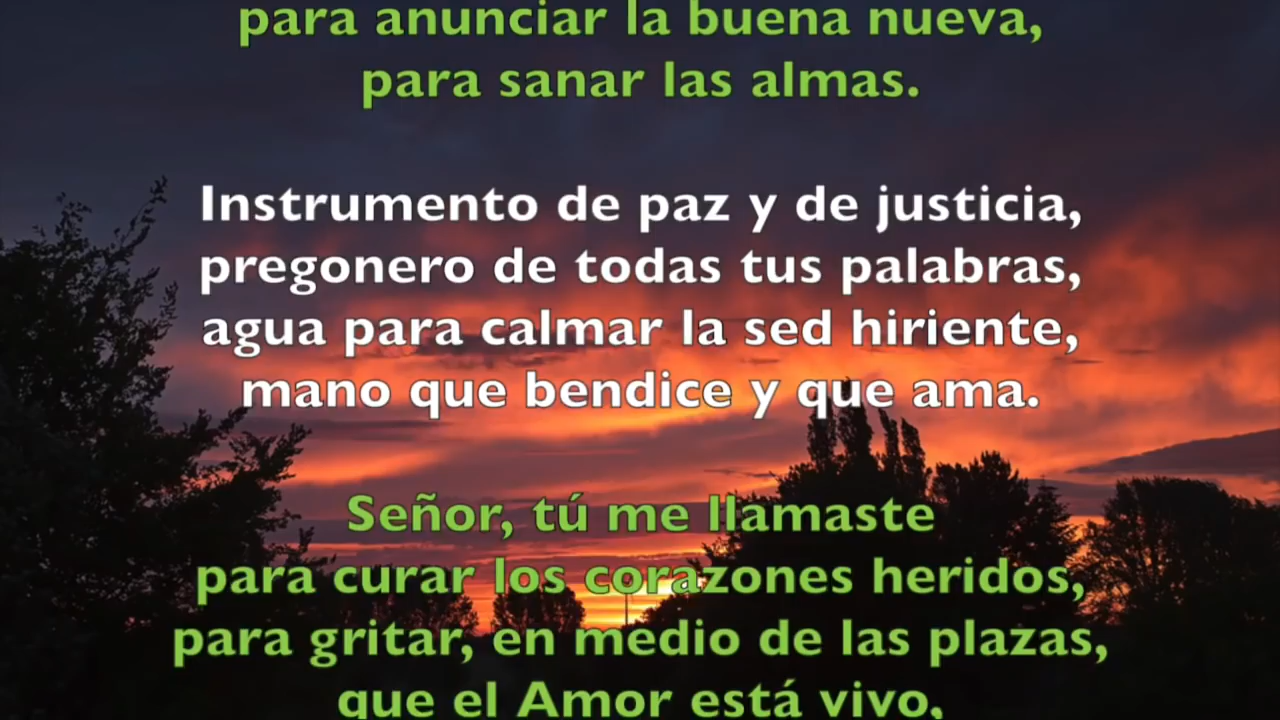 para anunciar la buena nueva,
para sanar las almas.
Instrumento de paz y de justicia,
pregonero de todas tus palabras,
agua para calmar la sed hiriente,
mano que bendice y que ama.
Señor, tú me llamaste
para curar los corazones heridos,
para gritar, en medio de las plazas,
que el Amor está vivo,